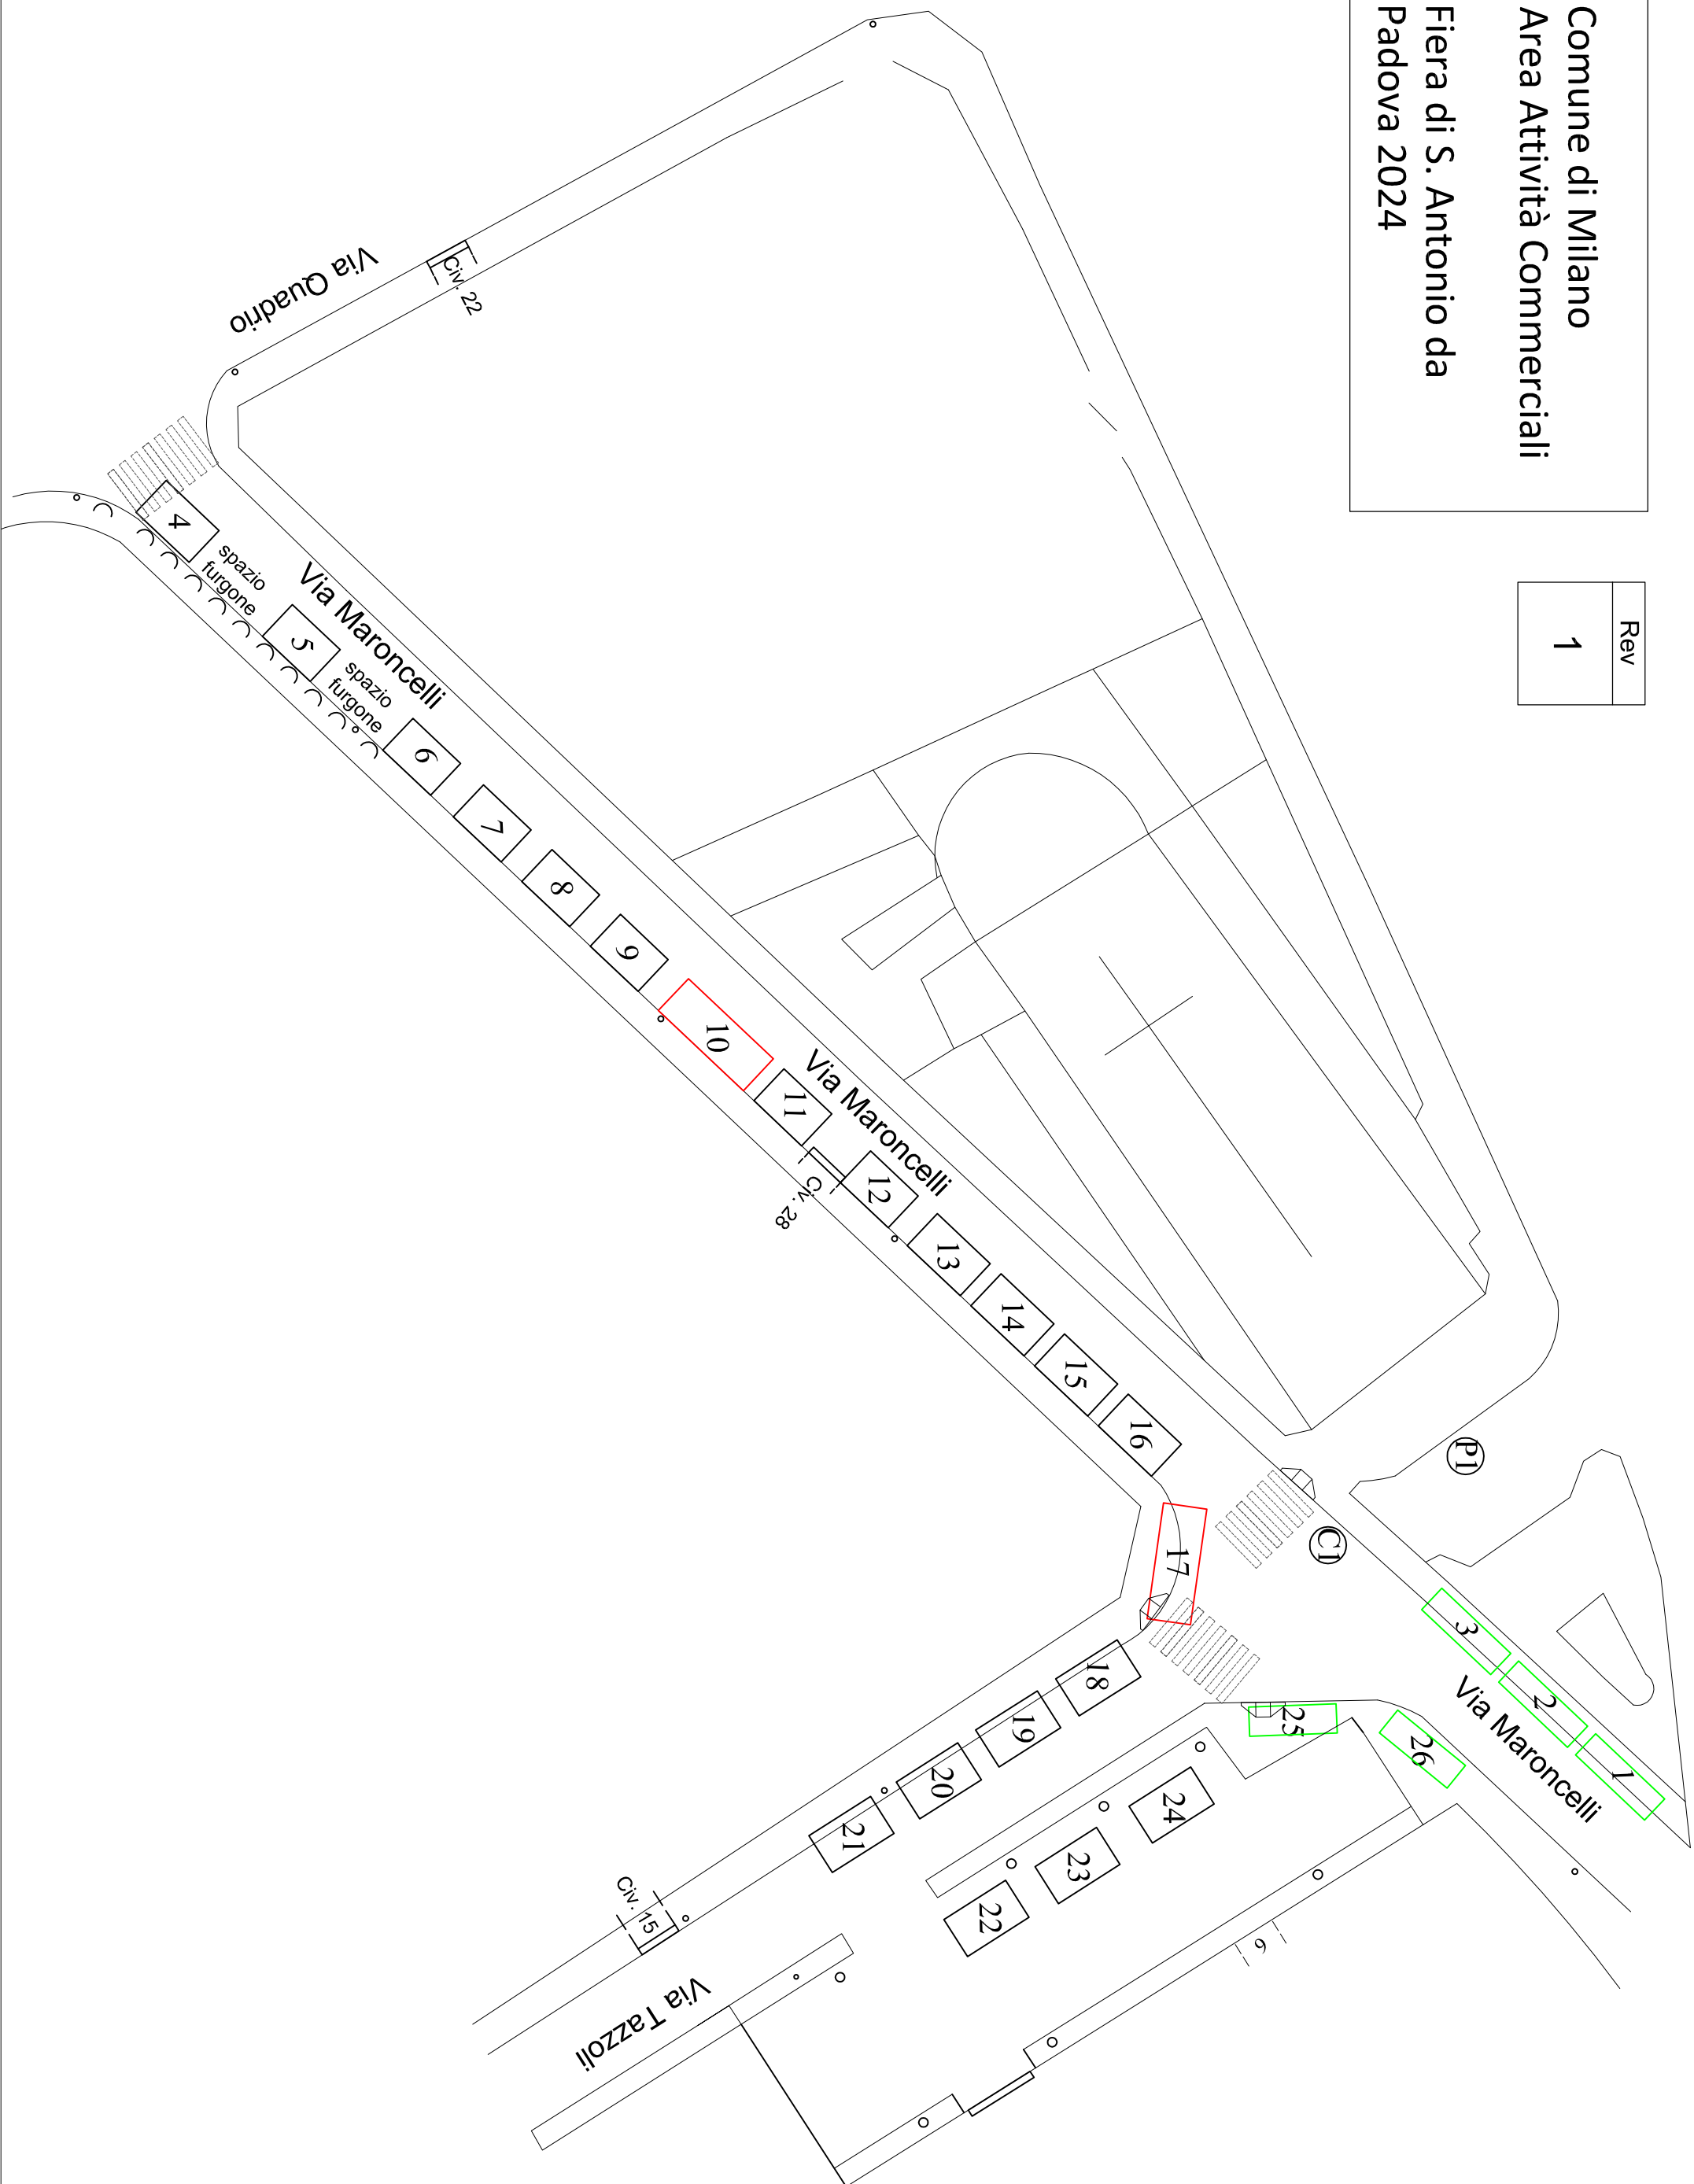 Comune di Milano
Area Attività Commerciali
Fiera di S. Antonio da
Padova 2024
Rev
1
Via Quadrio
Civ. 22
4
spazio
furgone
5
spazio
furgone
Via Maroncelli
6
7
8
9
10
11
Via Maroncelli
Civ. 28
12
13
14
15
16
17
P1
C1
3
2
1
Via Maroncelli
25
26
18
19
20
21
24
23
22
9
Civ. 15
Via Tazzoli